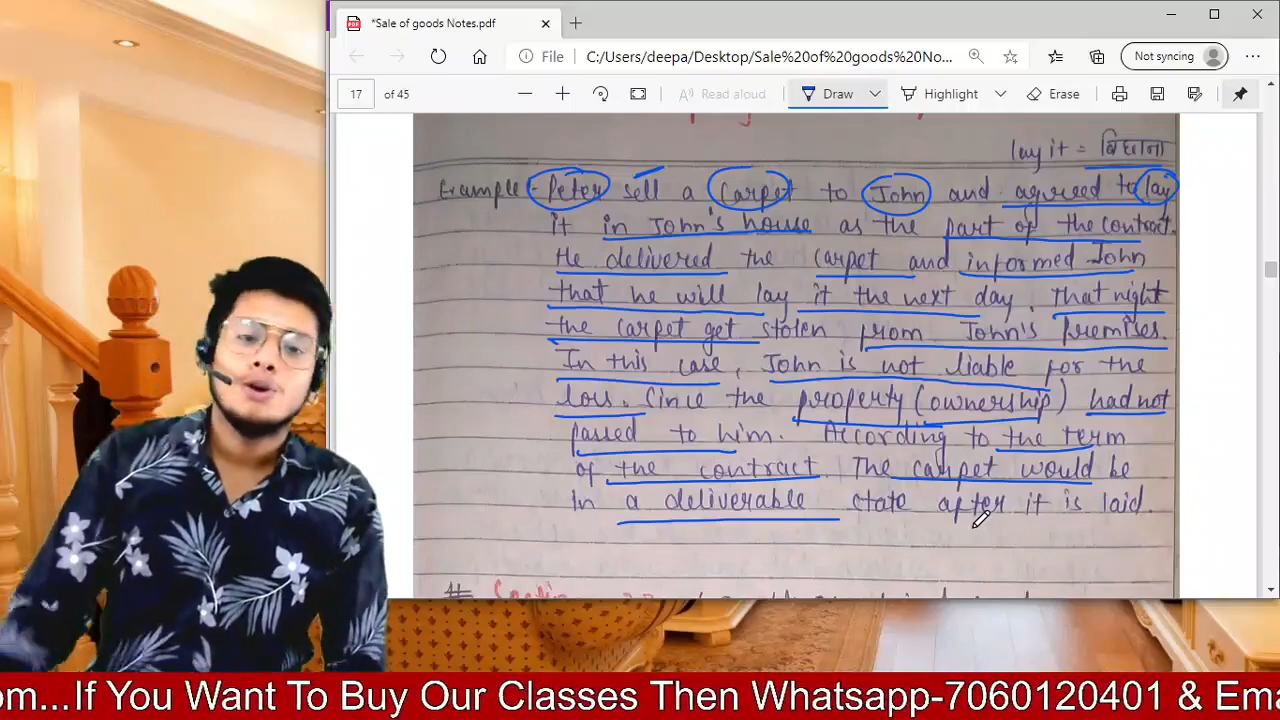 *Sale of goods Notes.pdf
File
C:/Users/deepa/Desktop/Sale%20of%20goods%20No...
Not syncing
17 of 45
Read aloud
Draw
Highlight
Erase
lay it = बिछाना
Example:- Peter sell a Carpet to John and agreed to lay
it in John's house as the part of the contract.
He delivered the carpet and informed John
that he will lay it the next day, that night
the carpet get stolen from John's premises.
In this case, John is not liable for the
loss. Since the property (ownership) had not
passed to him. According to the term
of the contract. The carpet would be
in a deliverable state after it is laid.
om...If You Want To Buy Our Classes Then Whatsapp-7060120401 & Ema